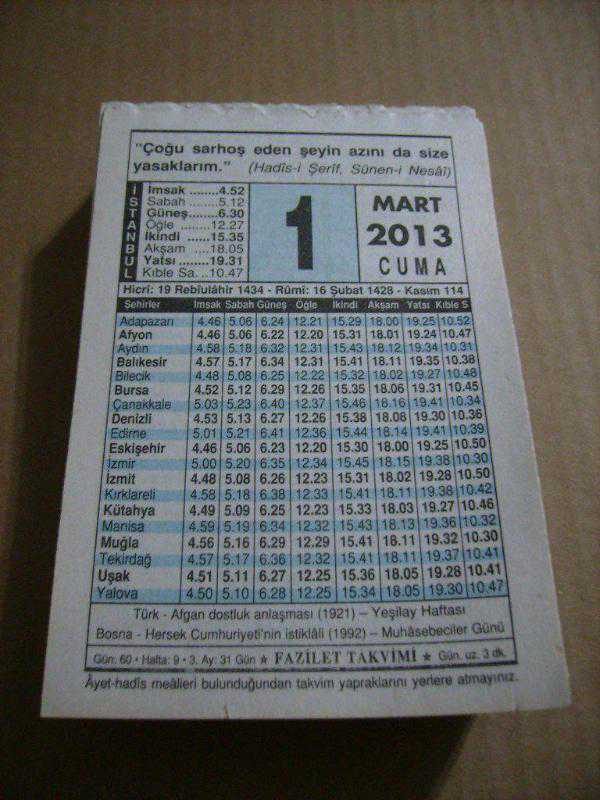 "Çoğu sarhoş eden şeyin azını da size
yasaklarım." (Hadîs-i Şerîf, Sünen-i Nesâî)
İSTANBUL
İmsak ........4.52
Sabah ........5.12
Güneş........6.30
Öğle ........12.27
İkindi ......15.35
Akşam ......18.05
Yatsı ........19.31
Kıble Sa. ..10.47
1
MART
2013
CUMA
Hicrî: 19 Rebîulâhir 1434 - Rûmî: 16 Şubat 1428 - Kasım 114
Şehirler İmsak Sabah Güneş Öğle İkindi Akşam Yatsı Kıble S
Adapazarı 4.46 5.06 6.24 12.21 15.29 18.00 19.25 10.52
Afyon 4.46 5.06 6.22 12.20 15.31 18.01 19.24 10.47
Aydın 4.58 5.18 6.32 12.31 15.43 18.12 19.34 10.31
Balıkesir 4.57 5.17 6.34 12.31 15.41 18.11 19.35 10.38
Bilecik 4.48 5.08 6.25 12.22 15.32 18.02 19.27 10.48
Bursa 4.52 5.12 6.29 12.26 15.35 18.06 19.31 10.45
Çanakkale 5.03 5.23 6.40 12.37 15.46 18.16 19.41 10.34
Denizli 4.53 5.13 6.27 12.26 15.38 18.08 19.30 10.36
Edirne 5.01 5.21 6.41 12.36 15.44 18.14 19.41 10.39
Eskişehir 4.46 5.06 6.23 12.20 15.30 18.00 19.25 10.50
İzmir 5.00 5.20 6.35 12.34 15.45 18.15 19.38 10.30
İzmit 4.48 5.08 6.26 12.23 15.31 18.02 19.28 10.50
Kırklareli 4.58 5.18 6.38 12.33 15.41 18.11 19.38 10.42
Kütahya 4.49 5.09 6.25 12.23 15.33 18.03 19.27 10.46
Manisa 4.59 5.19 6.34 12.32 15.43 18.13 19.36 10.32
Muğla 4.56 5.16 6.29 12.29 15.41 18.11 19.32 10.30
Tekirdağ 4.57 5.17 6.36 12.32 15.41 18.11 19.37 10.41
Uşak 4.51 5.11 6.27 12.25 15.36 18.05 19.28 10.41
Yalova 4.50 5.10 6.28 12.25 15.34 18.05 19.30 10.47
Türk - Afgan dostluk anlaşması (1921) – Yeşilay Haftası
Bosna - Hersek Cumhuriyeti'nin istiklâli (1992) – Muhâsebeciler Günü
Gün: 60 • Hafta: 9 • 3. Ay: 31 Gün ★ FAZİLET TAKVİMİ ★ Gün. uz. 3 dk.
Âyet-hadîs meâlleri bulunduğundan takvim yapraklarını yerlere atmayınız.